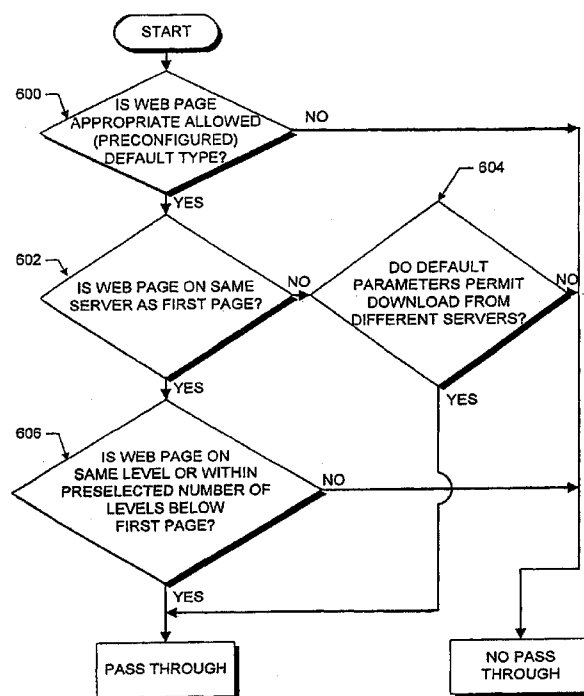 START
600
IS WEB PAGE
APPROPRIATE ALLOWED
(PRECONFIGURED)
DEFAULT TYPE?
NO
YES
604
602
IS WEB PAGE ON SAME
SERVER AS FIRST PAGE?
NO
DO DEFAULT
PARAMETERS PERMIT
DOWNLOAD FROM
DIFFERENT SERVERS?
NO
YES
YES
606
IS WEB PAGE ON
SAME LEVEL OR WITHIN
PRESELECTED NUMBER OF
LEVELS BELOW
FIRST PAGE?
NO
YES
PASS THROUGH
NO PASS
THROUGH